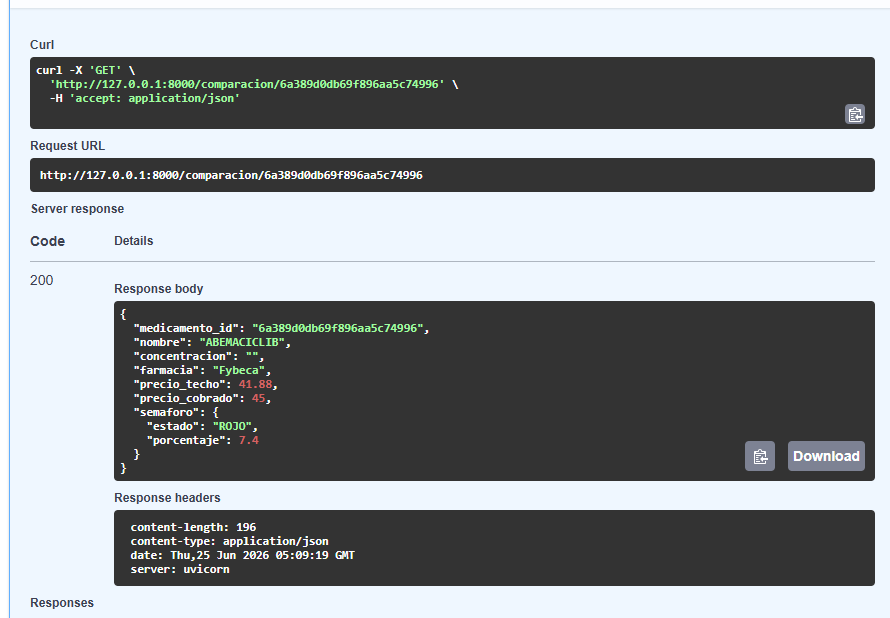 Curl
curl -X 'GET' \
  'http://127.0.0.1:8000/comparacion/6a389d0db69f896aa5c74996' \
  -H 'accept: application/json'
Request URL
http://127.0.0.1:8000/comparacion/6a389d0db69f896aa5c74996
Server response
Code Details
200
Response body
{
  "medicamento_id": "6a389d0db69f896aa5c74996",
  "nombre": "ABEMACICLIB",
  "concentracion": "",
  "farmacia": "Fybeca",
  "precio_techo": 41.88,
  "precio_cobrado": 45,
  "semaforo": {
    "estado": "ROJO",
    "porcentaje": 7.4
  }
}
Download
Response headers
content-length: 196
content-type: application/json
date: Thu,25 Jun 2026 05:09:19 GMT
server: uvicorn
Responses